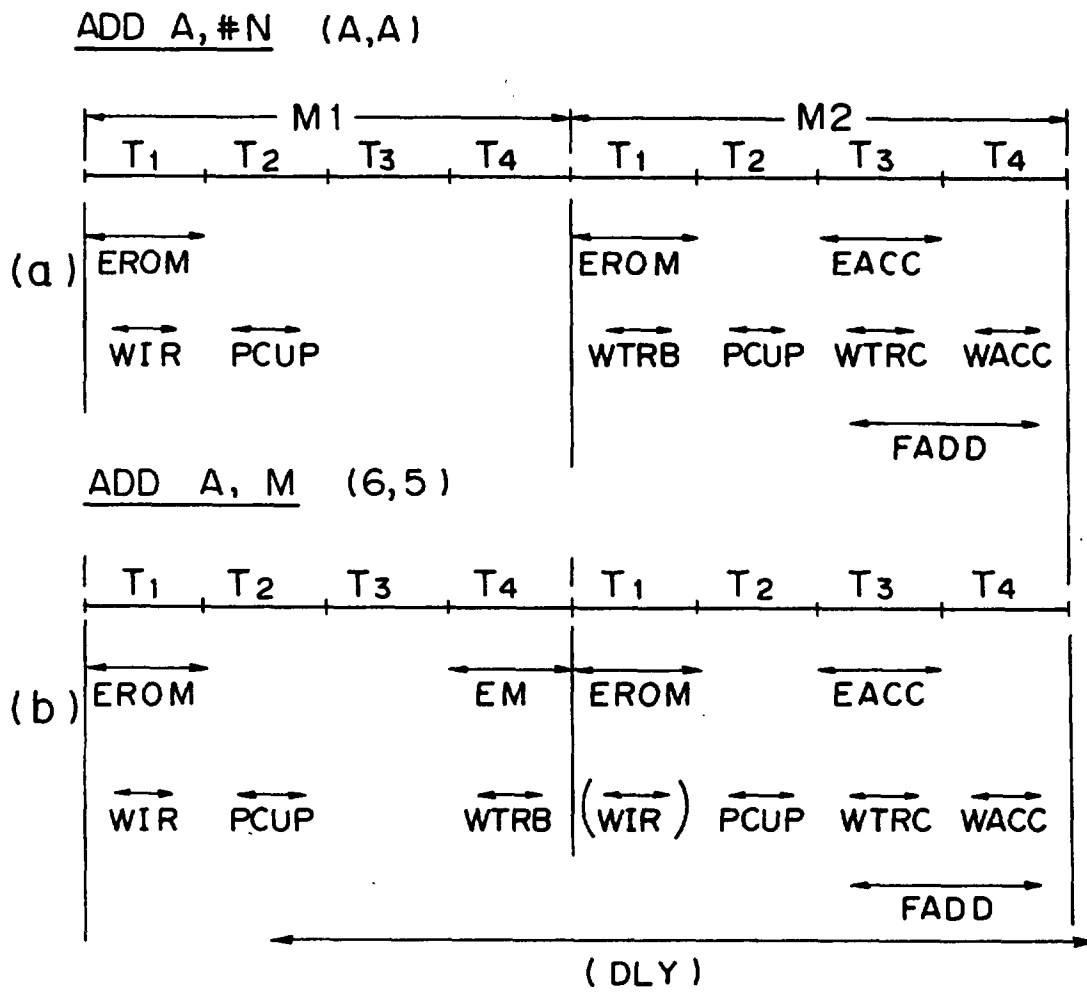 ADD A, #N (A,A)
M1 M2
T1 T2 T3 T4 T1 T2 T3 T4
(a) EROM EROM EACC
WIR PCUP WTRB PCUP WTRC WACC
FADD
ADD A, M (6,5)
T1 T2 T3 T4 T1 T2 T3 T4
(b) EROM EM EROM EACC
WIR PCUP WTRB (WIR) PCUP WTRC WACC
FADD
(DLY)